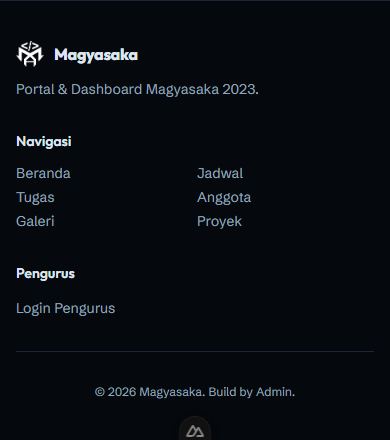 Magyasaka
Portal & Dashboard Magyasaka 2023.
Navigasi
Beranda
Jadwal
Tugas
Anggota
Galeri
Proyek
Pengurus
Login Pengurus
© 2026 Magyasaka. Build by Admin.